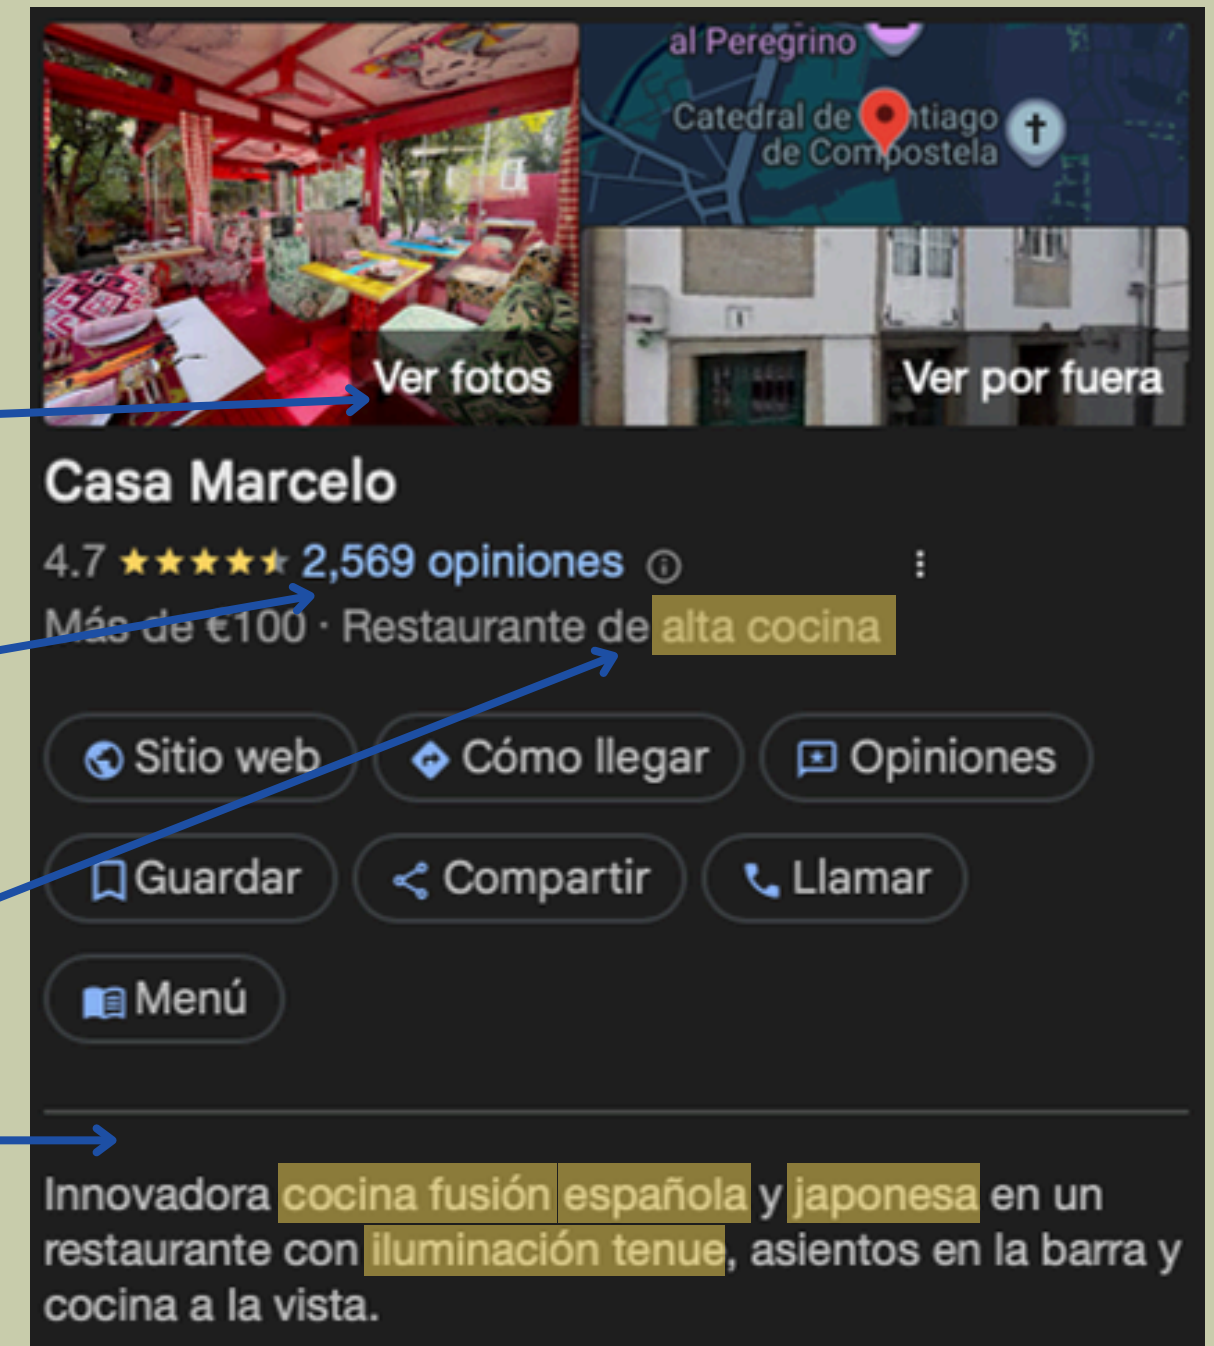 al Peregrino
Catedral de Santiago
de Compostela
Ver fotos
Ver por fuera
Casa Marcelo
4.7 2,569 opiniones
Más de €100 · Restaurante de alta cocina
Sitio web
Cómo llegar
Opiniones
Guardar
Compartir
Llamar
Menú
Innovadora cocina fusión española y japonesa en un
restaurante con iluminación tenue, asientos en la barra y
cocina a la vista.